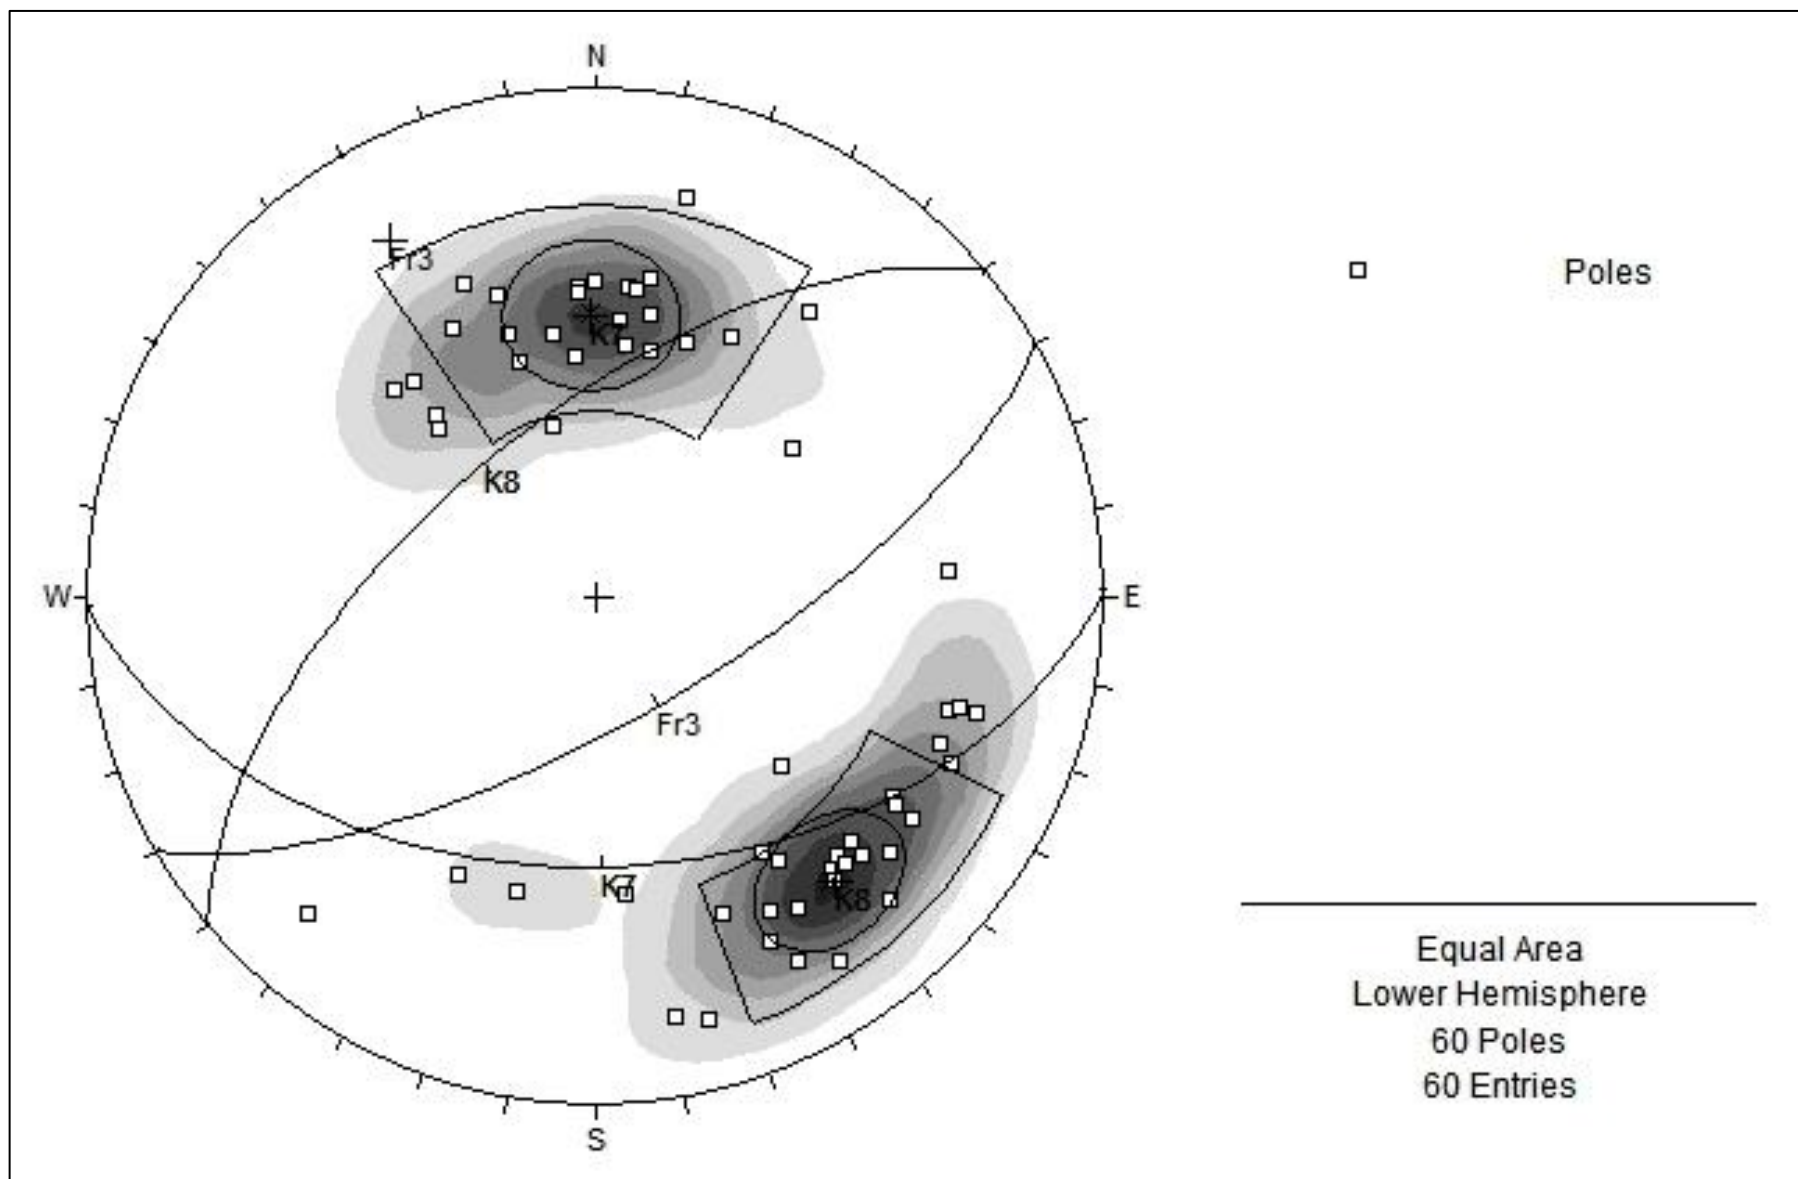 N
Fr3
Poles
K7
K8
W
E
Fr3
K7
K8
Equal Area
Lower Hemisphere
60 Poles
60 Entries
S